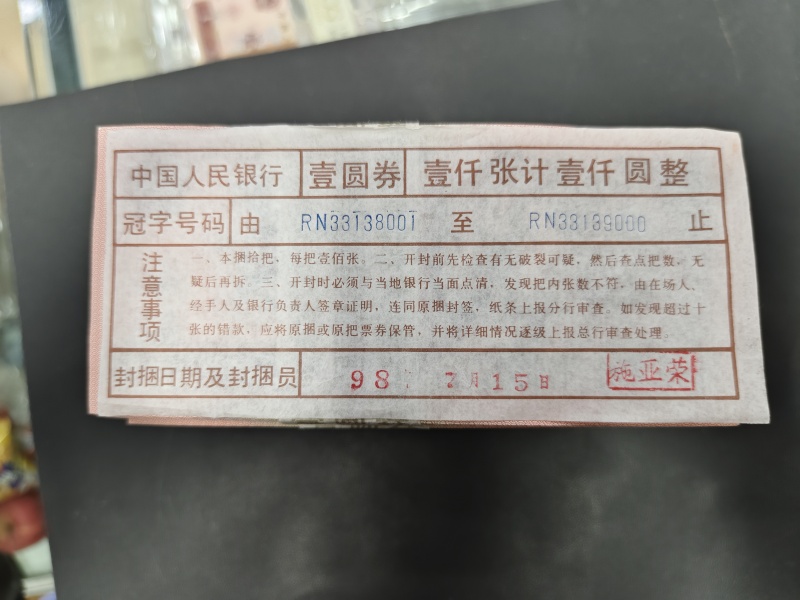 中国人民银行 壹圆券 壹仟张计壹仟圆整
冠字号码 由 RN33138001 至 RN33139000 止
注意事项
一、本捆拾把，每把壹佰张。二、开封前先检查有无破裂可疑，然后查点把数，无
疑后再拆。三、开封时必须与当地银行当面点清，发现把内张数不符，由在场人、
经手人及银行负责人签章证明，连同原捆封签，纸条上报分行审查。如发现超过十
张的错款，应将原捆或原把票券保管，并将详细情况逐级上报总行审查处理。
封捆日期及封捆员 98 7月15日 施亚荣